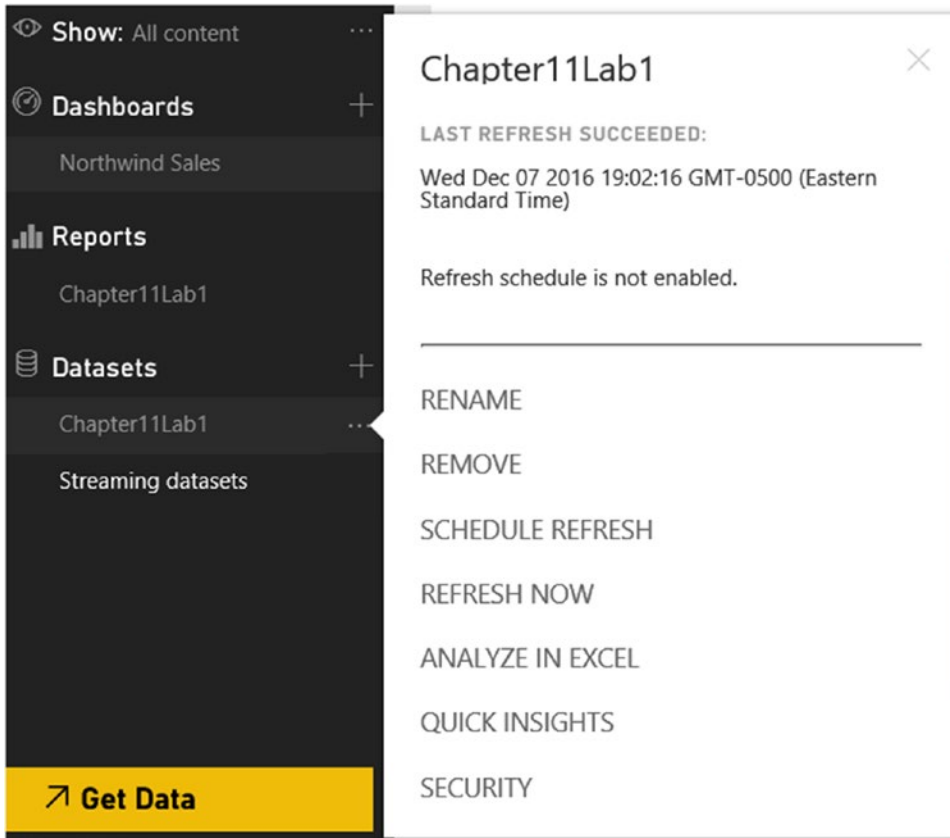 Show: All content ...
Dashboards +
Northwind Sales
Reports
Chapter11Lab1
Datasets +
Chapter11Lab1 ...
Streaming datasets
Get Data
Chapter11Lab1
LAST REFRESH SUCCEEDED:
Wed Dec 07 2016 19:02:16 GMT-0500 (Eastern
Standard Time)
Refresh schedule is not enabled.
RENAME
REMOVE
SCHEDULE REFRESH
REFRESH NOW
ANALYZE IN EXCEL
QUICK INSIGHTS
SECURITY